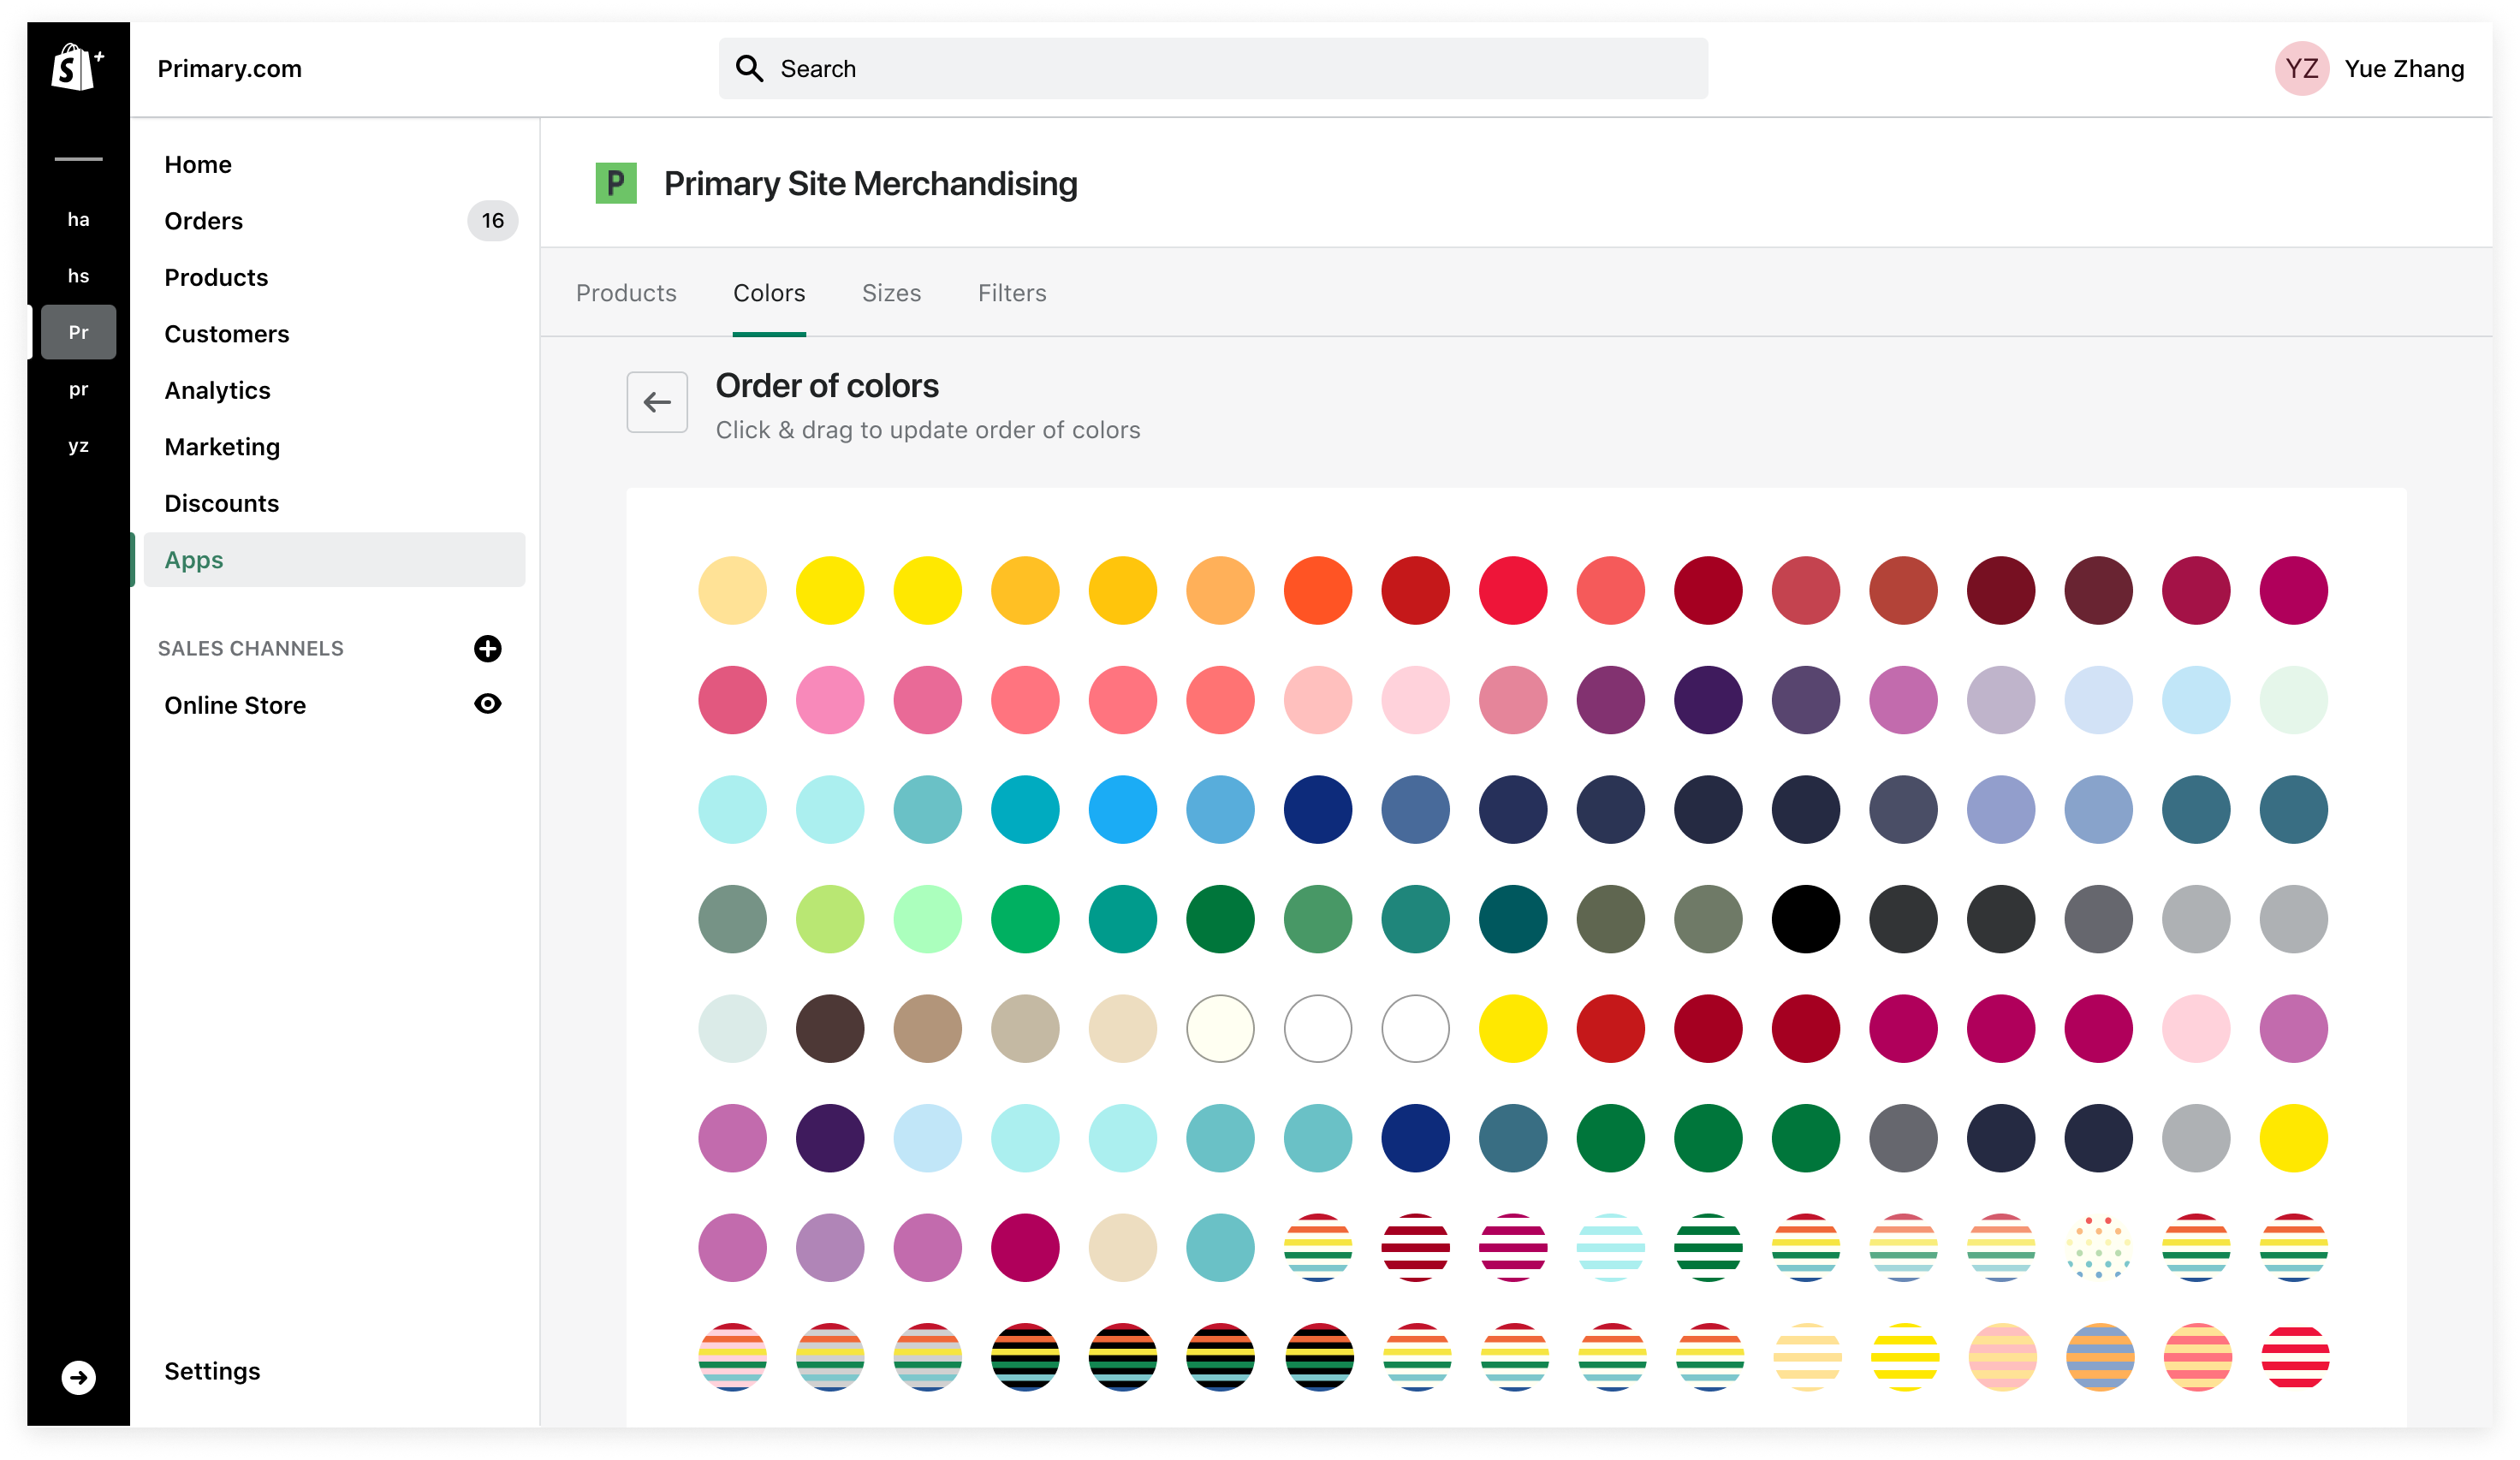 Primary.com
Search
YZ
Yue Zhang
ha
hs
Pr
pr
yz
Home
Orders
16
Products
Customers
Analytics
Marketing
Discounts
Apps
SALES CHANNELS
Online Store
Settings
P
Primary Site Merchandising
Products
Colors
Sizes
Filters
Order of colors
Click & drag to update order of colors